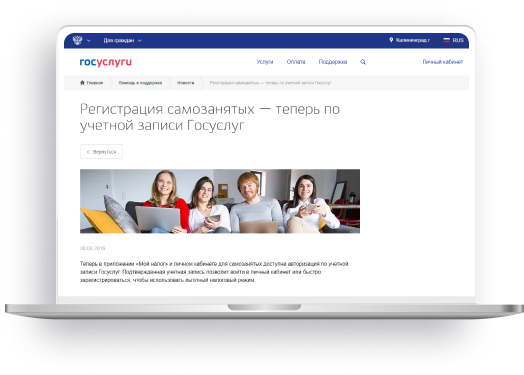 Для граждан
Калининград г
RUS
госуслуги
Услуги Оплата Поддержка
Личный кабинет
Главная
Помощь и поддержка
Новости
Регистрация самозанятых — теперь по учетной записи Госуслуг
Регистрация самозанятых — теперь по
учетной записи Госуслуг
< Вернуться
30.08.2019
Теперь в приложении «Мой налог» и личном кабинете для самозанятых доступна авторизация по учетной
записи Госуслуг. Подтвержденная учетная запись позволит войти в личный кабинет или быстро
зарегистрироваться, чтобы использовать льготный налоговый режим.